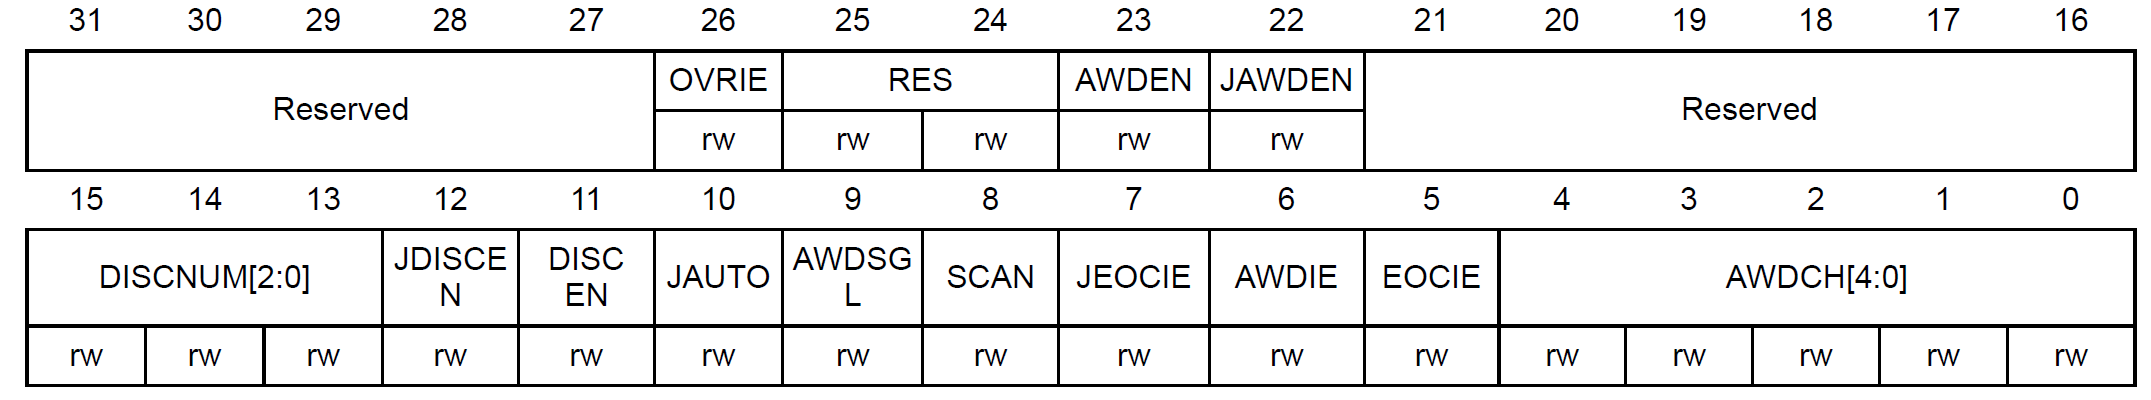 31 30 29 28 27 26 25 24 23 22 21 20 19 18 17 16
Reserved OVRIE RES AWDEN JAWDEN Reserved
rw rw rw rw rw
15 14 13 12 11 10 9 8 7 6 5 4 3 2 1 0
DISCNUM[2:0] JDISCE
N DISC
EN JAUTO AWDSG
L SCAN JEOCIE AWDIE EOCIE AWDCH[4:0]
rw rw rw rw rw rw rw rw rw rw rw rw rw rw rw rw